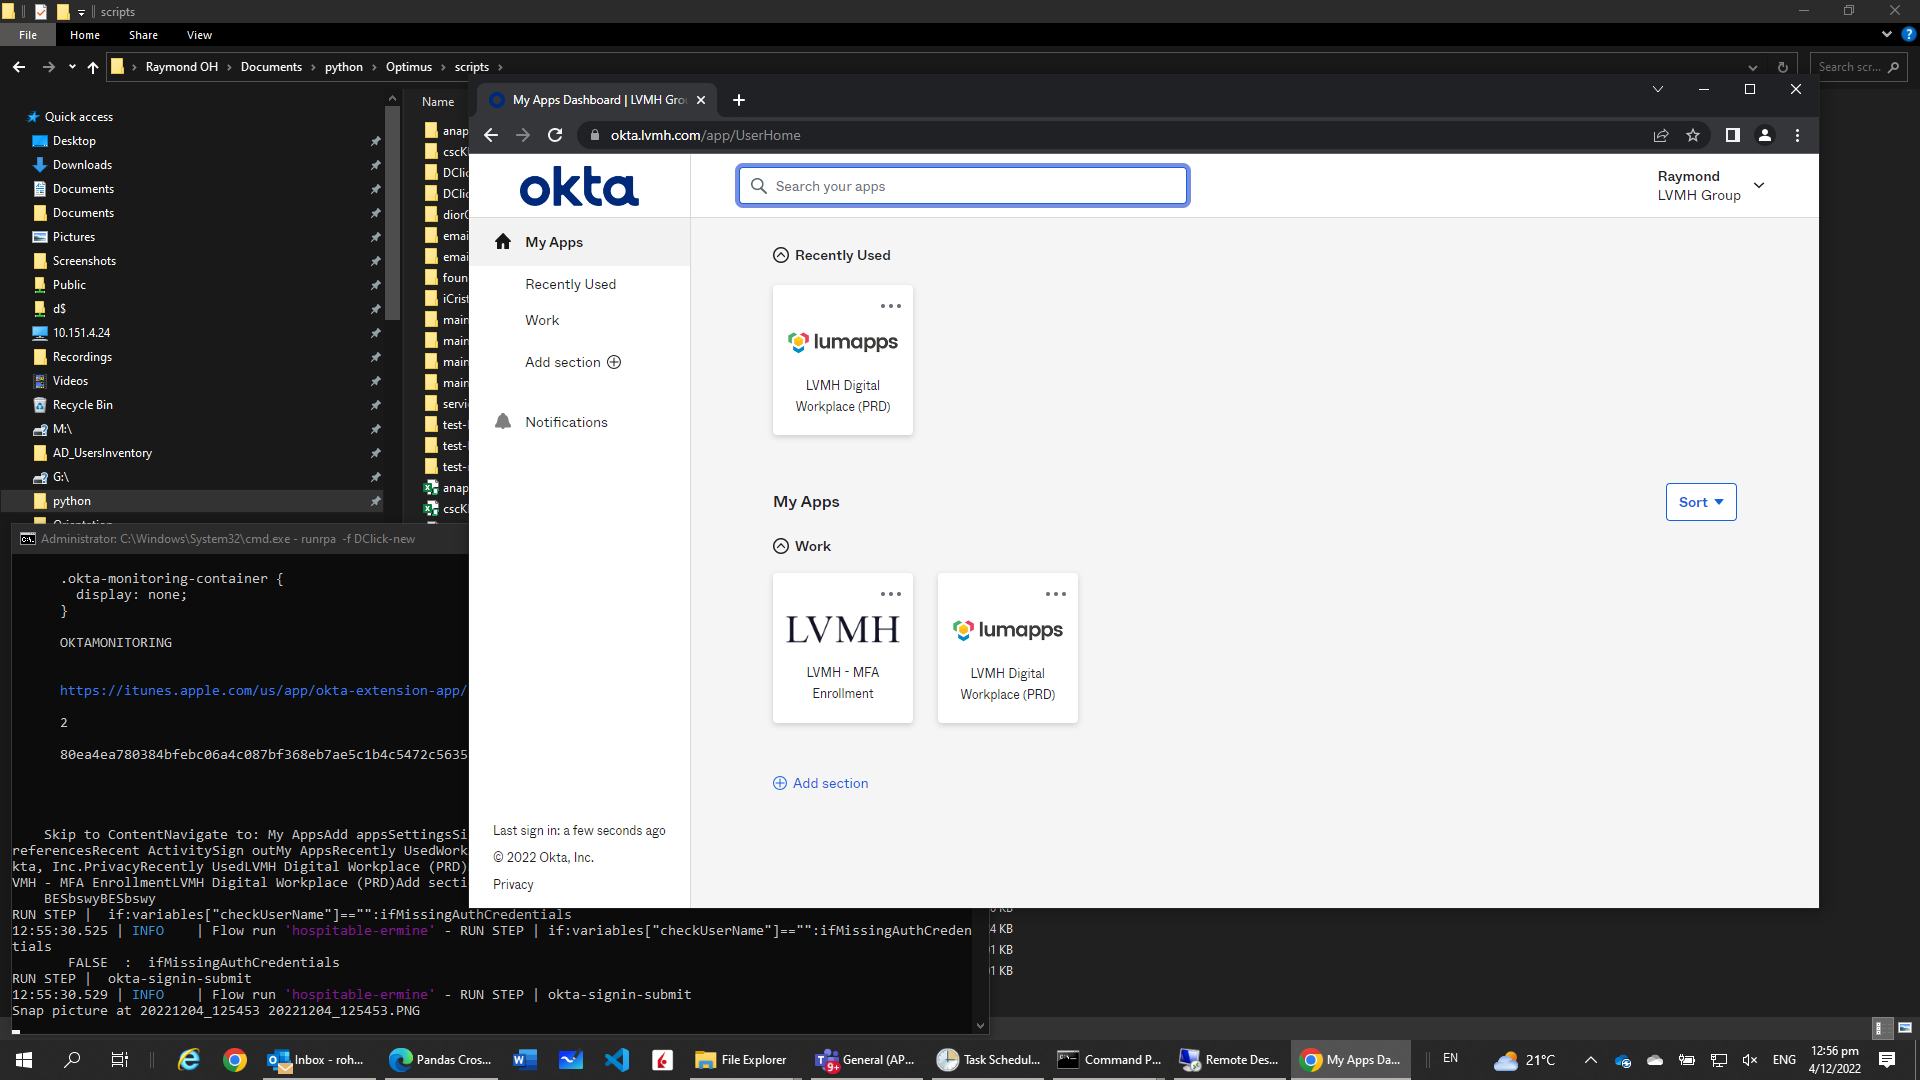 scripts
File
Home
Share
View
Raymond OH
Documents
python
Optimus
scripts
Search scr...
Quick access
Desktop
Downloads
Documents
Documents
Pictures
Screenshots
Public
d$
10.151.4.24
Recordings
Videos
Recycle Bin
M:\
AD_UsersInventory
G:\
python
Name
anap
cscK
DClic
DClic
dior
emai
emai
foun
iCrist
main
main
main
main
servi
test-
test-
test-
anap
cscK
My Apps Dashboard | LVMH Gro
okta.lvmh.com/app/UserHome
okta
Search your apps
Raymond
LVMH Group
My Apps
Recently Used
Work
Add section
Notifications
Last sign in: a few seconds ago
© 2022 Okta, Inc.
Privacy
Recently Used
lumapps
LVMH Digital
Workplace (PRD)
My Apps
Sort
Work
LVMH
LVMH - MFA
Enrollment
lumapps
LVMH Digital
Workplace (PRD)
Add section
Administrator: C:\Windows\System32\cmd.exe - runrpa -f DClick-new
.okta-monitoring-container {
display: none;
}
OKTAMONITORING
https://itunes.apple.com/us/app/okta-extension-app/
2
80ea4ea780384bfebc06a4c087bf368eb7ae5c1b4c5472c5635
Skip to ContentNavigate to: My AppsAdd appsSettingsSi
referencesRecent ActivitySign outMy AppsRecently UsedWork
kta, Inc.PrivacyRecently UsedLVMH Digital Workplace (PRD)
VMH - MFA EnrollmentLVMH Digital Workplace (PRD)Add secti
BESbswyBESbswy
RUN STEP | if:variables["checkUserName"]=="":ifMissingAuthCredentials
12:55:30.525 | INFO | Flow run 'hospitable-ermine' - RUN STEP | if:variables["checkUserName"]=="":ifMissingAuthCreden
tials
FALSE : ifMissingAuthCredentials
RUN STEP | okta-signin-submit
12:55:30.529 | INFO | Flow run 'hospitable-ermine' - RUN STEP | okta-signin-submit
Snap picture at 20221204_125453 20221204_125453.PNG
4 KB
1 KB
1 KB
Inbox - roh...
Pandas Cros...
File Explorer
9+
General (AP...
Task Schedul...
Command P...
Remote Des...
My Apps Da...
EN
21°C
ENG
12:56 pm
4/12/2022